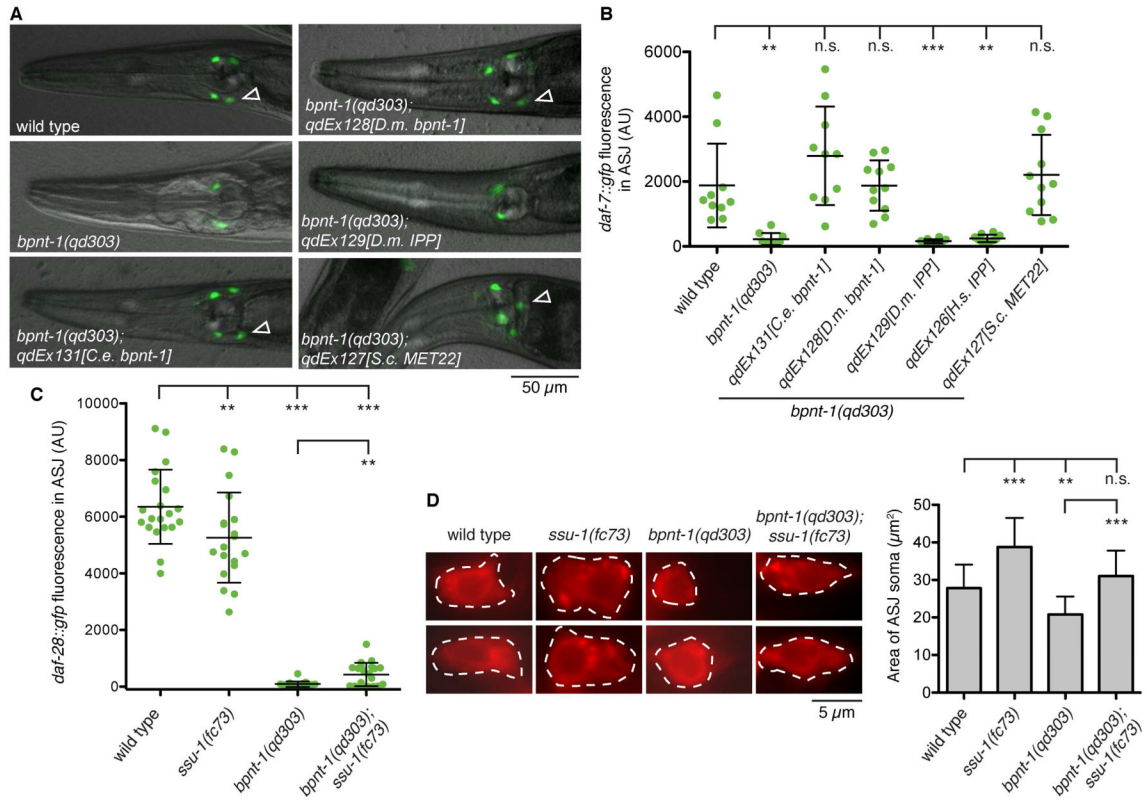 A
wild type
bpnt-1(qd303);
qdEx128[D.m. bpnt-1]
bpnt-1(qd303)
bpnt-1(qd303);
qdEx129[D.m. IPP]
bpnt-1(qd303);
qdEx131[C.e. bpnt-1]
bpnt-1(qd303);
qdEx127[S.c. MET22]
50 µm
B
** n.s. n.s. *** ** n.s.
6000
4000
2000
0
daf-7::gfp fluorescence
in ASJ (AU)
wild type
bpnt-1(qd303)
qdEx131[C.e. bpnt-1]
qdEx128[D.m. bpnt-1]
qdEx129[D.m. IPP]
qdEx126[H.s. IPP]
qdEx127[S.c. MET22]
bpnt-1(qd303)
C
** *** ***
**
10000
8000
6000
4000
2000
0
daf-28::gfp fluorescence in ASJ (AU)
wild type
ssu-1(fc73)
bpnt-1(qd303)
bpnt-1(qd303);
ssu-1(fc73)
D
wild type
ssu-1(fc73)
bpnt-1(qd303)
bpnt-1(qd303);
ssu-1(fc73)
5 µm
*** ** n.s.
***
50
40
30
20
10
0
Area of ASJ soma (µm²)
wild type
ssu-1(fc73)
bpnt-1(qd303)
bpnt-1(qd303);
ssu-1(fc73)